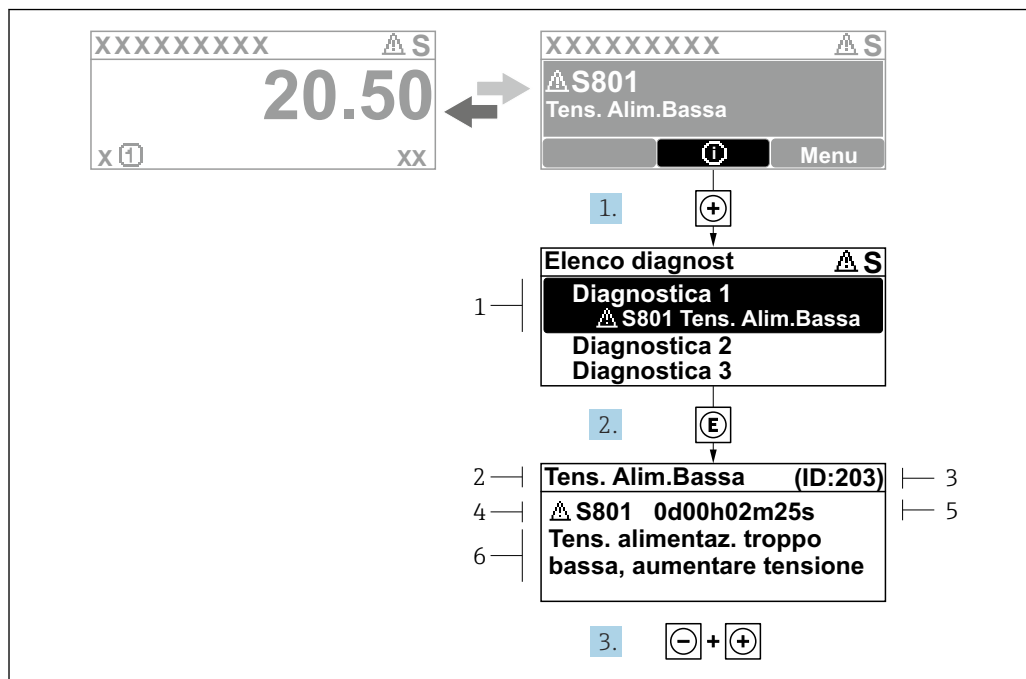 XXXXXXXXX ⚠ S
20.50
x ① xx
XXXXXXXXX ⚠ S
⚠ S801
Tens. Alim.Bassa
ⓘ Menu
1. +
Elenco diagnost ⚠ S
1
Diagnostica 1
⚠ S801 Tens. Alim.Bassa
Diagnostica 2
Diagnostica 3
2. E
2 Tens. Alim.Bassa (ID:203) 3
4 ⚠ S801 0d00h02m25s 5
6
Tens. alimentaz. troppo
bassa, aumentare tensione
3. − + +